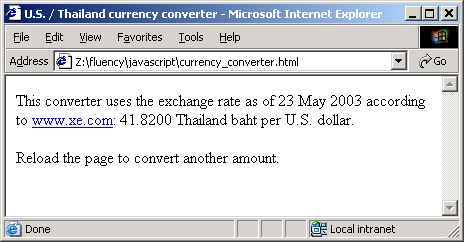 U.S. / Thailand currency converter - Microsoft Internet Explorer
File Edit View Favorites Tools Help
Address Z:\fluency\javascript\currency_converter.html Go
This converter uses the exchange rate as of 23 May 2003 according
to www.xe.com: 41.8200 Thailand baht per U.S. dollar.
Reload the page to convert another amount.
Done Local intranet